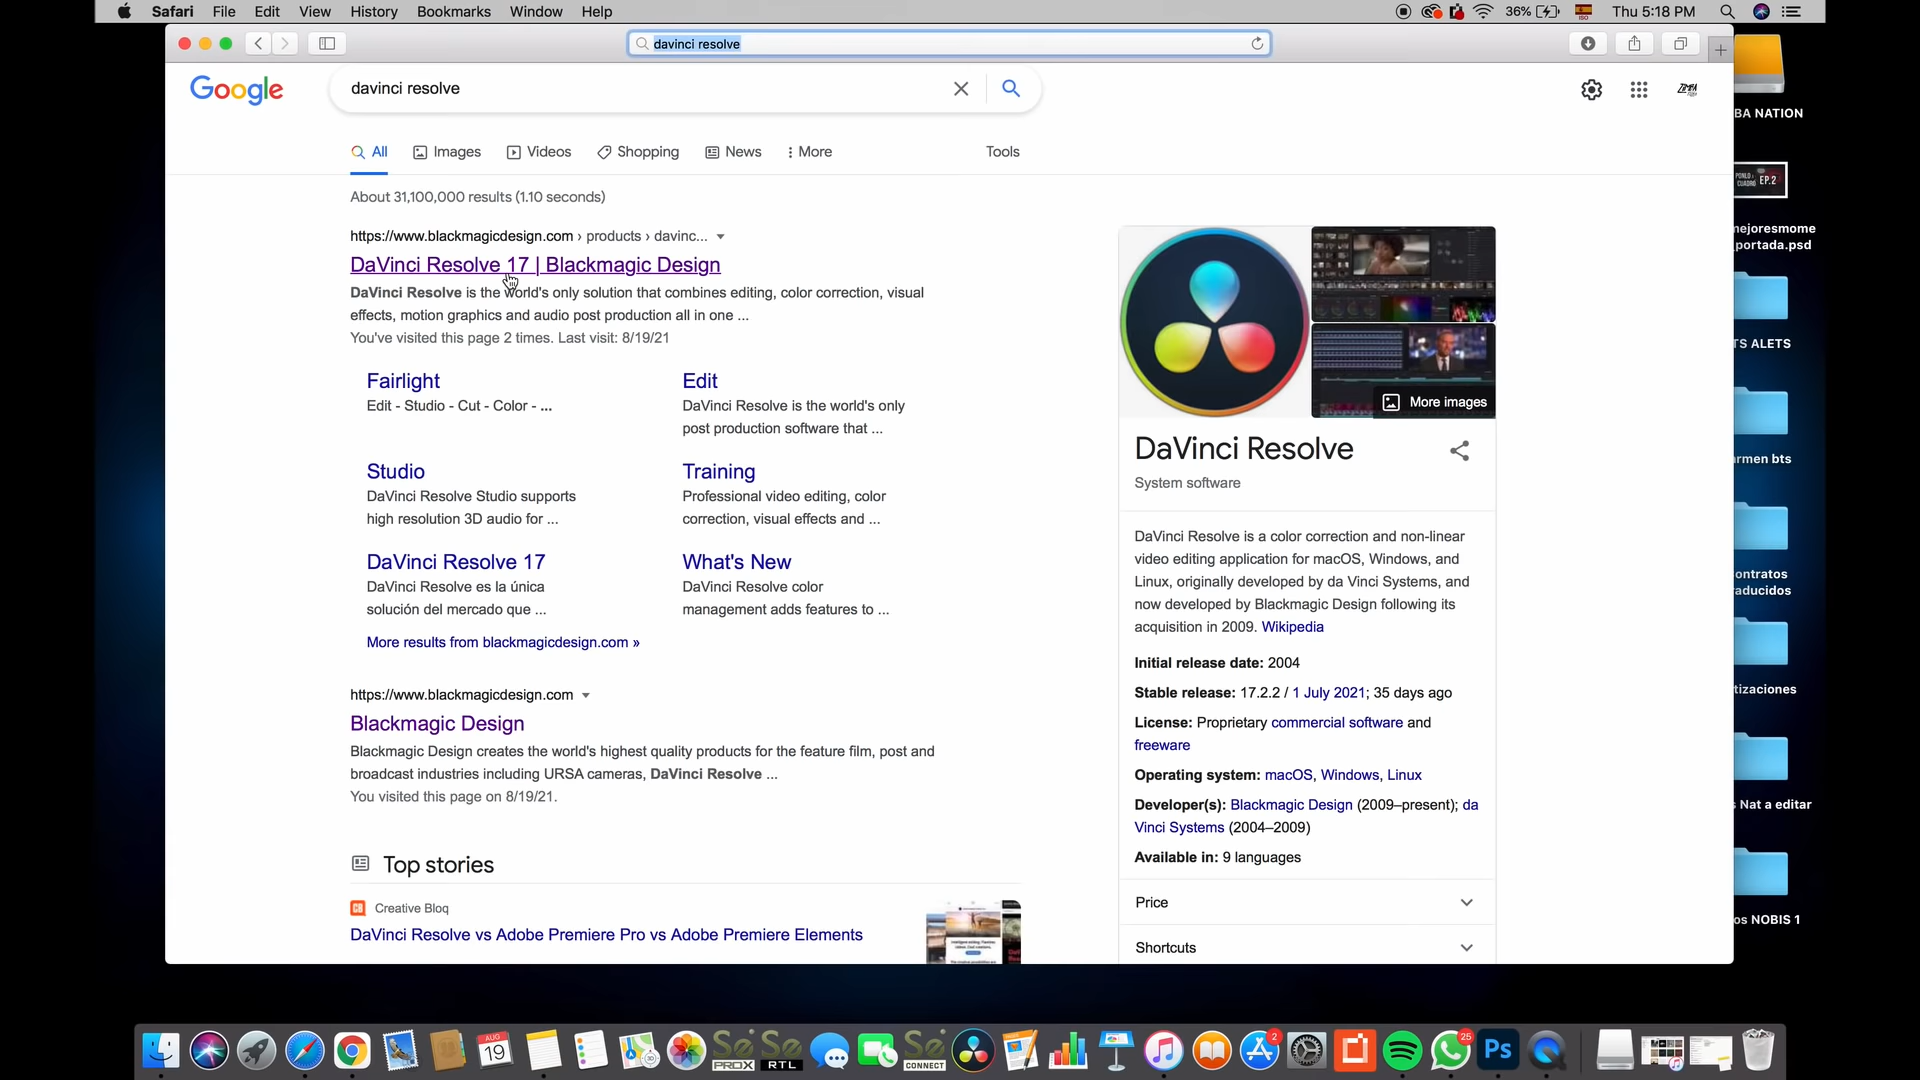 Safari File Edit View History Bookmarks Window Help
36% ISO Thu 5:18 PM
davinci resolve
Google davinci resolve
All Images Videos Shopping News More Tools
About 31,100,000 results (1.10 seconds)
https://www.blackmagicdesign.com › products › davinc...
DaVinci Resolve 17 | Blackmagic Design
DaVinci Resolve is the world's only solution that combines editing, color correction, visual
effects, motion graphics and audio post production all in one ...
You've visited this page 2 times. Last visit: 8/19/21
Fairlight
Edit - Studio - Cut - Color - ...
Edit
DaVinci Resolve is the world's only
post production software that ...
Studio
DaVinci Resolve Studio supports
high resolution 3D audio for ...
Training
Professional video editing, color
correction, visual effects and ...
DaVinci Resolve 17
DaVinci Resolve es la única
solución del mercado que ...
What's New
DaVinci Resolve color
management adds features to ...
More results from blackmagicdesign.com »
https://www.blackmagicdesign.com
Blackmagic Design
Blackmagic Design creates the world's highest quality products for the feature film, post and
broadcast industries including URSA cameras, DaVinci Resolve ...
You visited this page on 8/19/21.
Top stories
CB Creative Bloq
DaVinci Resolve vs Adobe Premiere Pro vs Adobe Premiere Elements
More images
DaVinci Resolve
System software
DaVinci Resolve is a color correction and non-linear
video editing application for macOS, Windows, and
Linux, originally developed by da Vinci Systems, and
now developed by Blackmagic Design following its
acquisition in 2009. Wikipedia
Initial release date: 2004
Stable release: 17.2.2 / 1 July 2021; 35 days ago
License: Proprietary commercial software and
freeware
Operating system: macOS, Windows, Linux
Developer(s): Blackmagic Design (2009–present); da
Vinci Systems (2004–2009)
Available in: 9 languages
Price
Shortcuts
BA NATION
EP.2
mejoresmome
portada.psd
TS ALETS
rmen bts
ontratos
aducidos
tizaciones
s Nat a editar
os NOBIS 1
AUG
19
Se
PROX
Se
RTL
Se
CONNECT
2
25
Ps